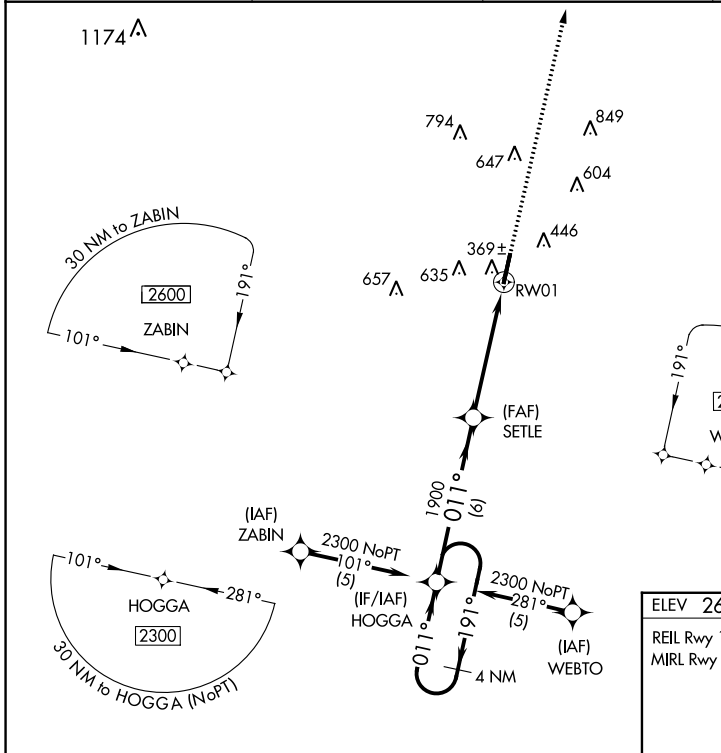 1174
794
849
647
604
446
369±
635
657
RW01
30 NM to ZABIN
2600
ZABIN
191°
101°
191°
(FAF)
SETLE
1900
011°
(6)
(IAF)
ZABIN
2300 NoPT
101°
(5)
(IF/IAF)
HOGGA
2300 NoPT
281°
(5)
(IAF)
WEBTO
011°
191°
4 NM
101°
281°
HOGGA
2300
30 NM to HOGGA (NoPT)
ELEV 26
REIL Rwy
MIRL Rwy